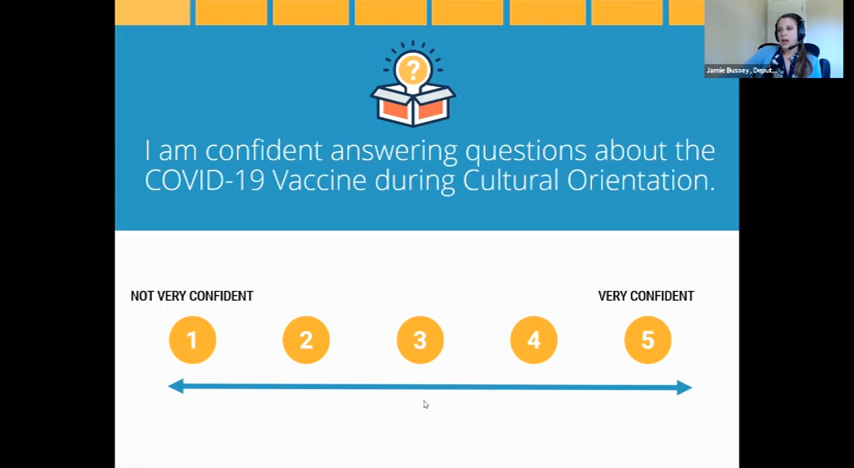 Jamie Bussey, Deput...
?
I am confident answering questions about the
COVID-19 Vaccine during Cultural Orientation.
NOT VERY CONFIDENT
VERY CONFIDENT
1 2 3 4 5